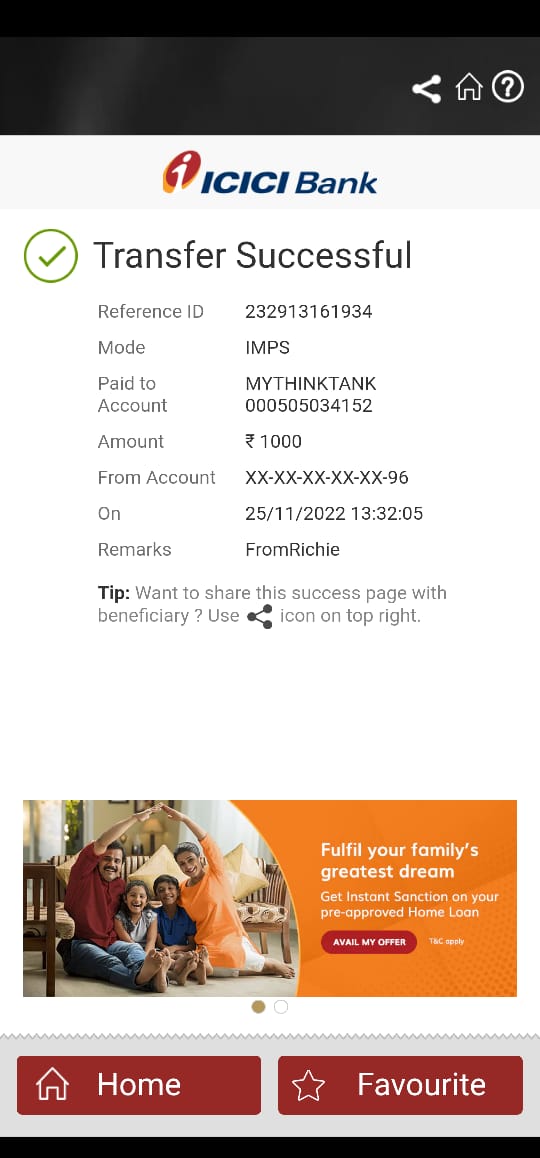 ICICI Bank
Transfer Successful
Reference ID 232913161934
Mode IMPS
Paid to MYTHINKTANK
Account 000505034152
Amount ₹ 1000
From Account XX-XX-XX-XX-XX-96
On 25/11/2022 13:32:05
Remarks FromRichie
Tip: Want to share this success page with
beneficiary ? Use icon on top right.
Fulfil your family's
greatest dream
Get Instant Sanction on your
pre-approved Home Loan
AVAIL MY OFFER T&C apply
Home Favourite